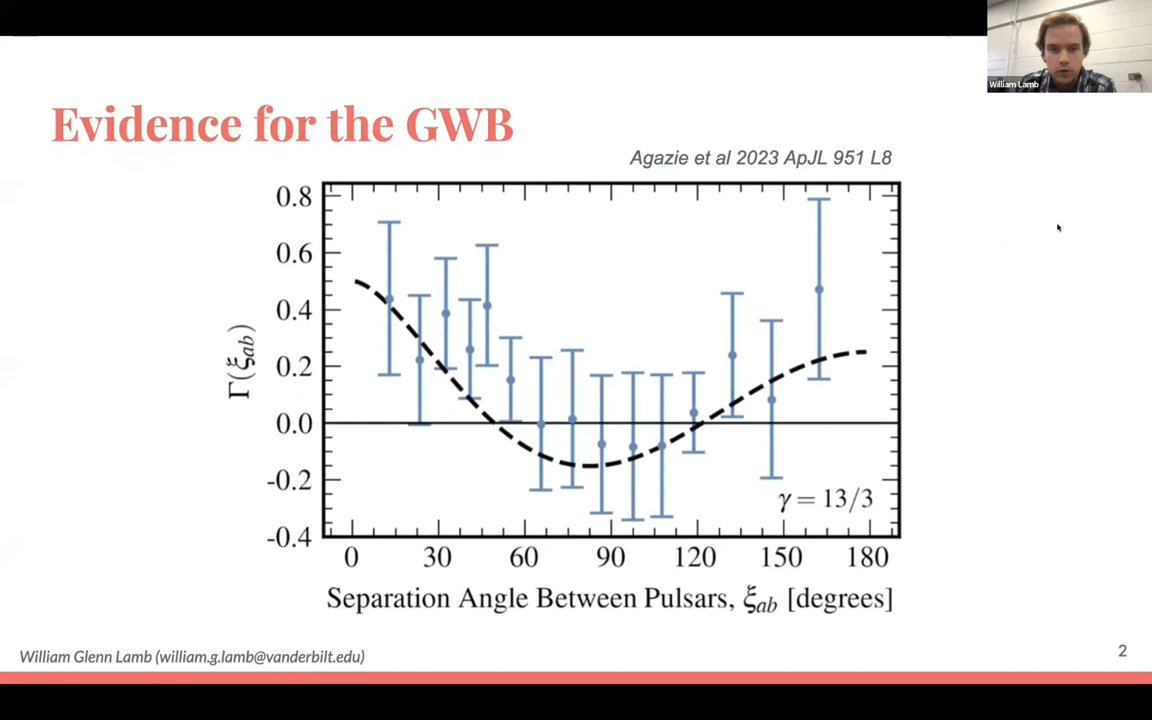 William Lamb
Evidence for the GWB
Agazie et al 2023 ApJL 951 L8
0.8
0.6
0.4
0.2
0.0
-0.2
-0.4
Γ(ξab)
γ = 13/3
0 30 60 90 120 150 180
Separation Angle Between Pulsars, ξab [degrees]
William Glenn Lamb (william.g.lamb@vanderbilt.edu)
2